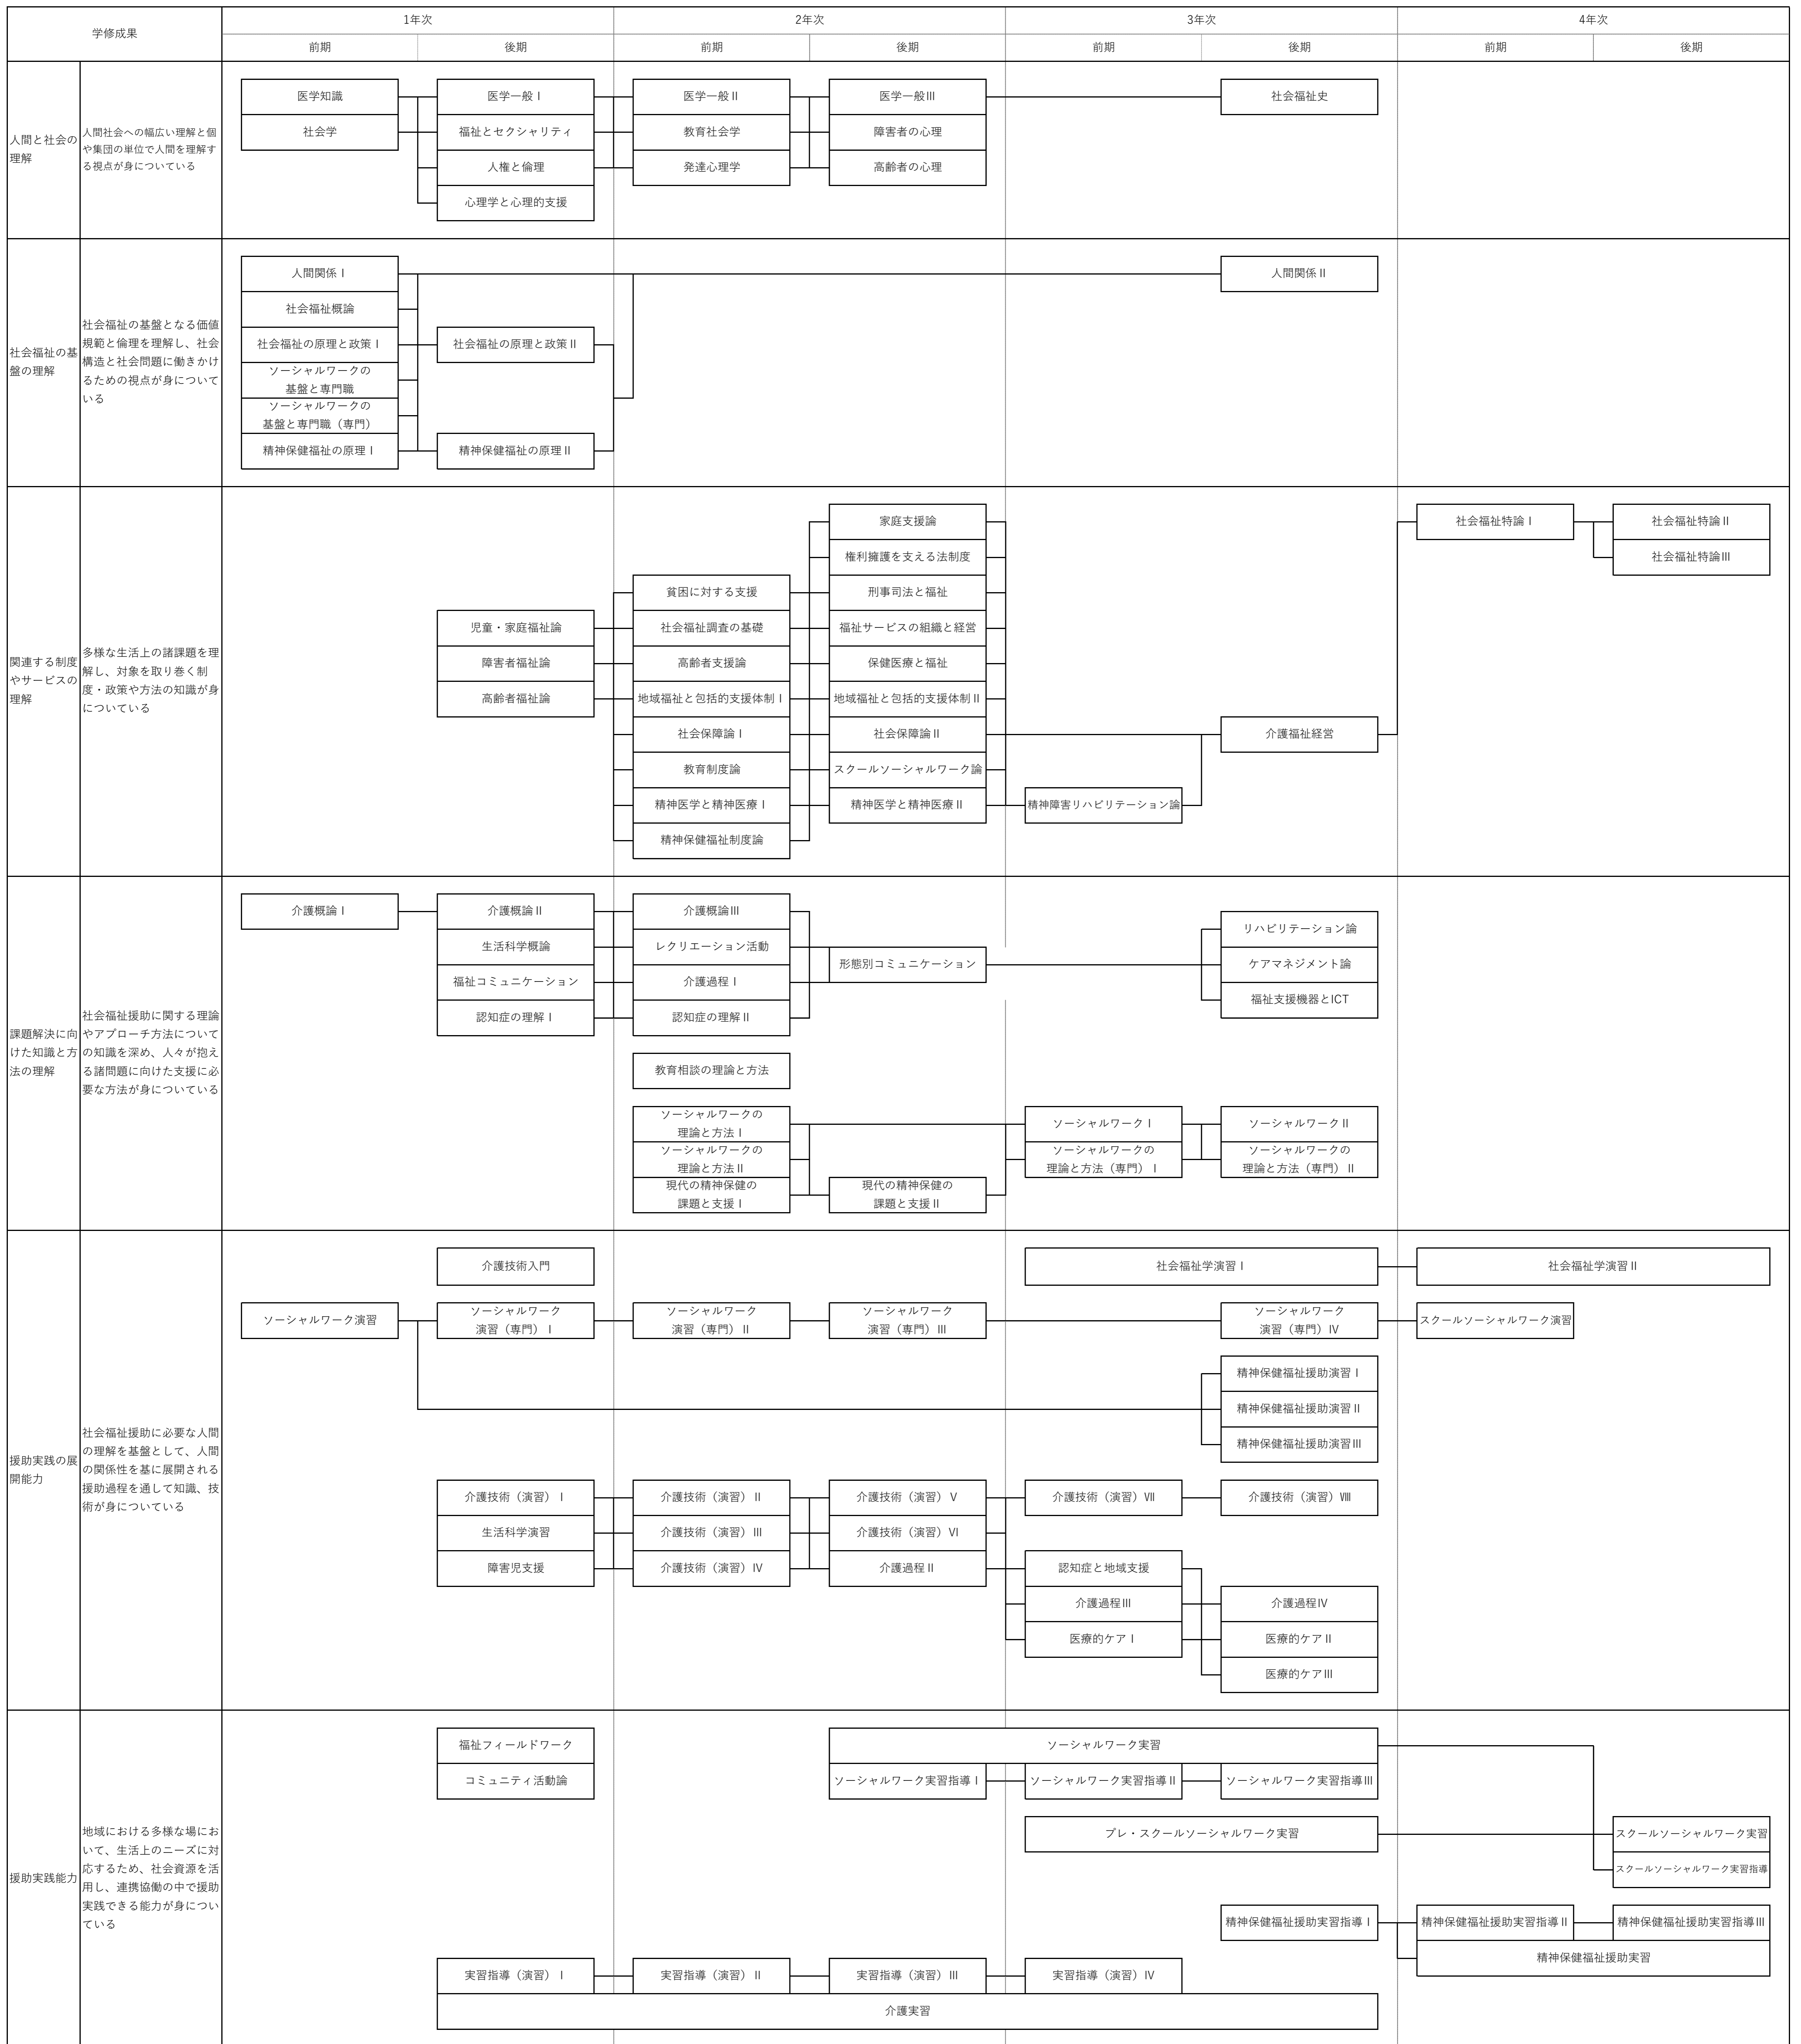 学修成果
1年次
2年次
3年次
4年次
前期
後期
前期
後期
前期
後期
前期
後期
人間と社会の
理解
人間社会への幅広い理解と個
や集団の単位で人間を理解す
る視点が身についている
医学知識
医学一般Ⅰ
医学一般Ⅱ
医学一般Ⅲ
社会福祉史
社会学
福祉とセクシャリティ
教育社会学
障害者の心理
人権と倫理
発達心理学
高齢者の心理
心理学と心理的支援
社会福祉の基
盤の理解
社会福祉の基盤となる価値
規範と倫理を理解し、社会
構造と社会問題に働きかけ
るための視点が身について
いる
人間関係Ⅰ
人間関係Ⅱ
社会福祉概論
社会福祉の原理と政策Ⅰ
社会福祉の原理と政策Ⅱ
ソーシャルワークの
基盤と専門職
ソーシャルワークの
基盤と専門職（専門）
精神保健福祉の原理Ⅰ
精神保健福祉の原理Ⅱ
関連する制度
やサービスの
理解
多様な生活上の諸課題を理
解し、対象を取り巻く制
度・政策や方法の知識が身
についている
家庭支援論
社会福祉特論Ⅰ
社会福祉特論Ⅱ
権利擁護を支える法制度
社会福祉特論Ⅲ
貧困に対する支援
刑事司法と福祉
児童・家庭福祉論
社会福祉調査の基礎
福祉サービスの組織と経営
障害者福祉論
高齢者支援論
保健医療と福祉
高齢者福祉論
地域福祉と包括的支援体制Ⅰ
地域福祉と包括的支援体制Ⅱ
社会保障論Ⅰ
社会保障論Ⅱ
介護福祉経営
教育制度論
スクールソーシャルワーク論
精神医学と精神医療Ⅰ
精神医学と精神医療Ⅱ
精神障害リハビリテーション論
精神保健福祉制度論
課題解決に向
けた知識と方
法の理解
社会福祉援助に関する理論
やアプローチ方法について
の知識を深め、人々が抱え
る諸問題に向けた支援に必
要な方法が身についている
介護概論Ⅰ
介護概論Ⅱ
介護概論Ⅲ
リハビリテーション論
生活科学概論
レクリエーション活動
形態別コミュニケーション
ケアマネジメント論
福祉コミュニケーション
介護過程Ⅰ
福祉支援機器とICT
認知症の理解Ⅰ
認知症の理解Ⅱ
教育相談の理論と方法
ソーシャルワークの
理論と方法Ⅰ
ソーシャルワークⅠ
ソーシャルワークⅡ
ソーシャルワークの
理論と方法Ⅱ
ソーシャルワークの
理論と方法（専門）Ⅰ
ソーシャルワークの
理論と方法（専門）Ⅱ
現代の精神保健の
課題と支援Ⅰ
現代の精神保健の
課題と支援Ⅱ
援助実践の展
開能力
社会福祉援助に必要な人間
の理解を基盤として、人間
の関係性を基に展開される
援助過程を通して知識、技
術が身についている
介護技術入門
社会福祉学演習Ⅰ
社会福祉学演習Ⅱ
ソーシャルワーク演習
ソーシャルワーク
演習（専門）Ⅰ
ソーシャルワーク
演習（専門）Ⅱ
ソーシャルワーク
演習（専門）Ⅲ
ソーシャルワーク
演習（専門）Ⅳ
スクールソーシャルワーク演習
精神保健福祉援助演習Ⅰ
精神保健福祉援助演習Ⅱ
精神保健福祉援助演習Ⅲ
介護技術（演習）Ⅰ
介護技術（演習）Ⅱ
介護技術（演習）Ⅴ
介護技術（演習）Ⅶ
介護技術（演習）Ⅷ
生活科学演習
介護技術（演習）Ⅲ
介護技術（演習）Ⅵ
障害児支援
介護技術（演習）Ⅳ
介護過程Ⅱ
認知症と地域支援
介護過程Ⅲ
介護過程Ⅳ
医療的ケアⅠ
医療的ケアⅡ
医療的ケアⅢ
援助実践能力
地域における多様な場にお
いて、生活上のニーズに対
応するため、社会資源を活
用し、連携協働の中で援助
実践できる能力が身につい
ている
福祉フィールドワーク
ソーシャルワーク実習
コミュニティ活動論
ソーシャルワーク実習指導Ⅰ
ソーシャルワーク実習指導Ⅱ
ソーシャルワーク実習指導Ⅲ
プレ・スクールソーシャルワーク実習
スクールソーシャルワーク実習
スクールソーシャルワーク実習指導
精神保健福祉援助実習指導Ⅰ
精神保健福祉援助実習指導Ⅱ
精神保健福祉援助実習指導Ⅲ
精神保健福祉援助実習
実習指導（演習）Ⅰ
実習指導（演習）Ⅱ
実習指導（演習）Ⅲ
実習指導（演習）Ⅳ
介護実習